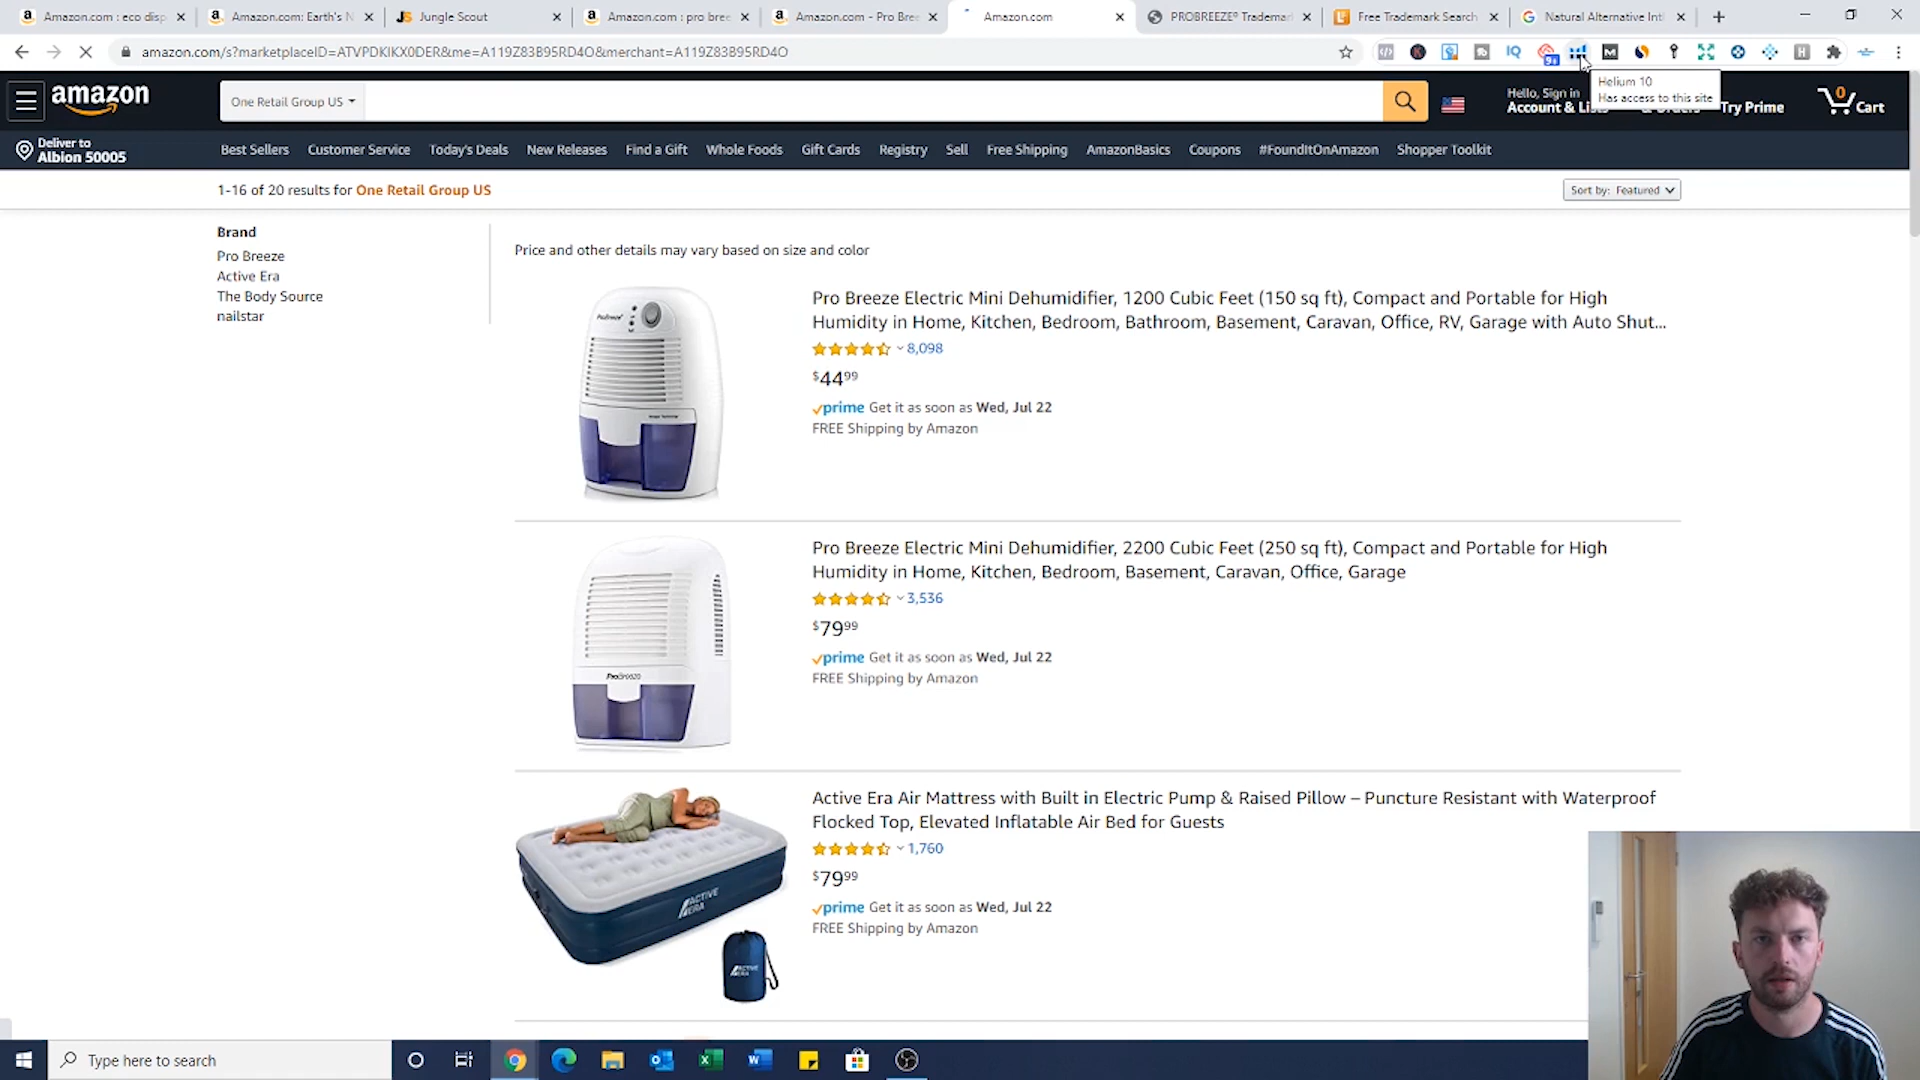 Amazon.com : eco disp
Amazon.com: Earth's N
Jungle Scout
Amazon.com : pro bree
Amazon.com - Pro Bree
Amazon.com
PROBREEZE® Trademar
Free Trademark Search
Natural Alternative Int
amazon.com/s?marketplaceID=ATVPDKIKX0DER&me=A119Z83B95RD4O&merchant=A119Z83B95RD4O
Helium 10
Has access to this site
amazon
One Retail Group US
Hello, Sign in
Account & Lists
& Orders
Try Prime
0
Cart
Deliver to
Albion 50005
Best Sellers
Customer Service
Today's Deals
New Releases
Find a Gift
Whole Foods
Gift Cards
Registry
Sell
Free Shipping
AmazonBasics
Coupons
#FoundItOnAmazon
Shopper Toolkit
1-16 of 20 results for One Retail Group US
Sort by: Featured
Brand
Pro Breeze
Active Era
The Body Source
nailstar
Price and other details may vary based on size and color
Pro Breeze Electric Mini Dehumidifier, 1200 Cubic Feet (150 sq ft), Compact and Portable for High
Humidity in Home, Kitchen, Bedroom, Bathroom, Basement, Caravan, Office, RV, Garage with Auto Shut...
8,098
$44.99
prime Get it as soon as Wed, Jul 22
FREE Shipping by Amazon
Pro Breeze Electric Mini Dehumidifier, 2200 Cubic Feet (250 sq ft), Compact and Portable for High
Humidity in Home, Kitchen, Bedroom, Basement, Caravan, Office, Garage
3,536
$79.99
prime Get it as soon as Wed, Jul 22
FREE Shipping by Amazon
ProBreeze
Active Era Air Mattress with Built in Electric Pump & Raised Pillow – Puncture Resistant with Waterproof
Flocked Top, Elevated Inflatable Air Bed for Guests
1,760
$79.99
prime Get it as soon as Wed, Jul 22
FREE Shipping by Amazon
ACTIVE
ERA
ACTIVE
ERA
Type here to search